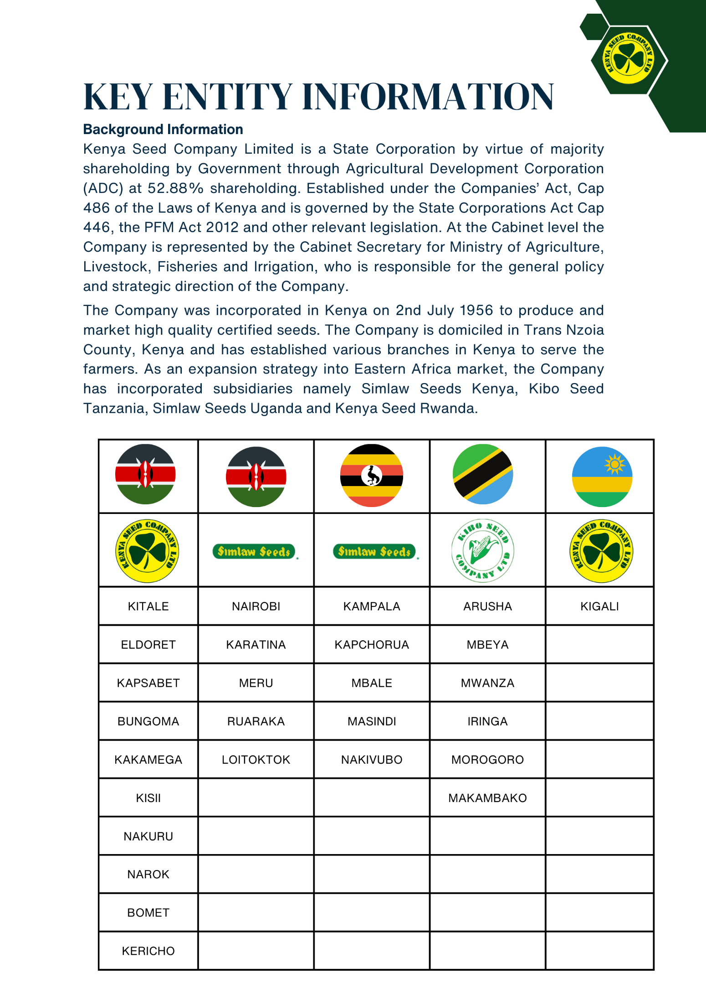 KENYA SEED COMPANY LTD
KEY ENTITY INFORMATION
Background Information
Kenya Seed Company Limited is a State Corporation by virtue of majority
shareholding by Government through Agricultural Development Corporation
(ADC) at 52.88% shareholding. Established under the Companies’ Act, Cap
486 of the Laws of Kenya and is governed by the State Corporations Act Cap
446, the PFM Act 2012 and other relevant legislation. At the Cabinet level the
Company is represented by the Cabinet Secretary for Ministry of Agriculture,
Livestock, Fisheries and Irrigation, who is responsible for the general policy
and strategic direction of the Company.
The Company was incorporated in Kenya on 2nd July 1956 to produce and
market high quality certified seeds. The Company is domiciled in Trans Nzoia
County, Kenya and has established various branches in Kenya to serve the
farmers. As an expansion strategy into Eastern Africa market, the Company
has incorporated subsidiaries namely Simlaw Seeds Kenya, Kibo Seed
Tanzania, Simlaw Seeds Uganda and Kenya Seed Rwanda.
KENYA SEED COMPANY LTD Simlaw Seeds Simlaw Seeds KIBO SEED COMPANY LTD KENYA SEED COMPANY LTD
KITALE NAIROBI KAMPALA ARUSHA KIGALI
ELDORET KARATINA KAPCHORUA MBEYA
KAPSABET MERU MBALE MWANZA
BUNGOMA RUARAKA MASINDI IRINGA
KAKAMEGA LOITOKTOK NAKIVUBO MOROGORO
KISII MAKAMBAKO
NAKURU
NAROK
BOMET
KERICHO